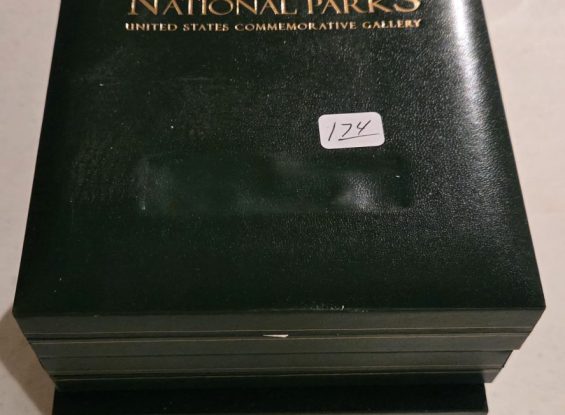 NATIONAL PARKS
UNITED STATES COMMEMORATIVE GALLERY
174